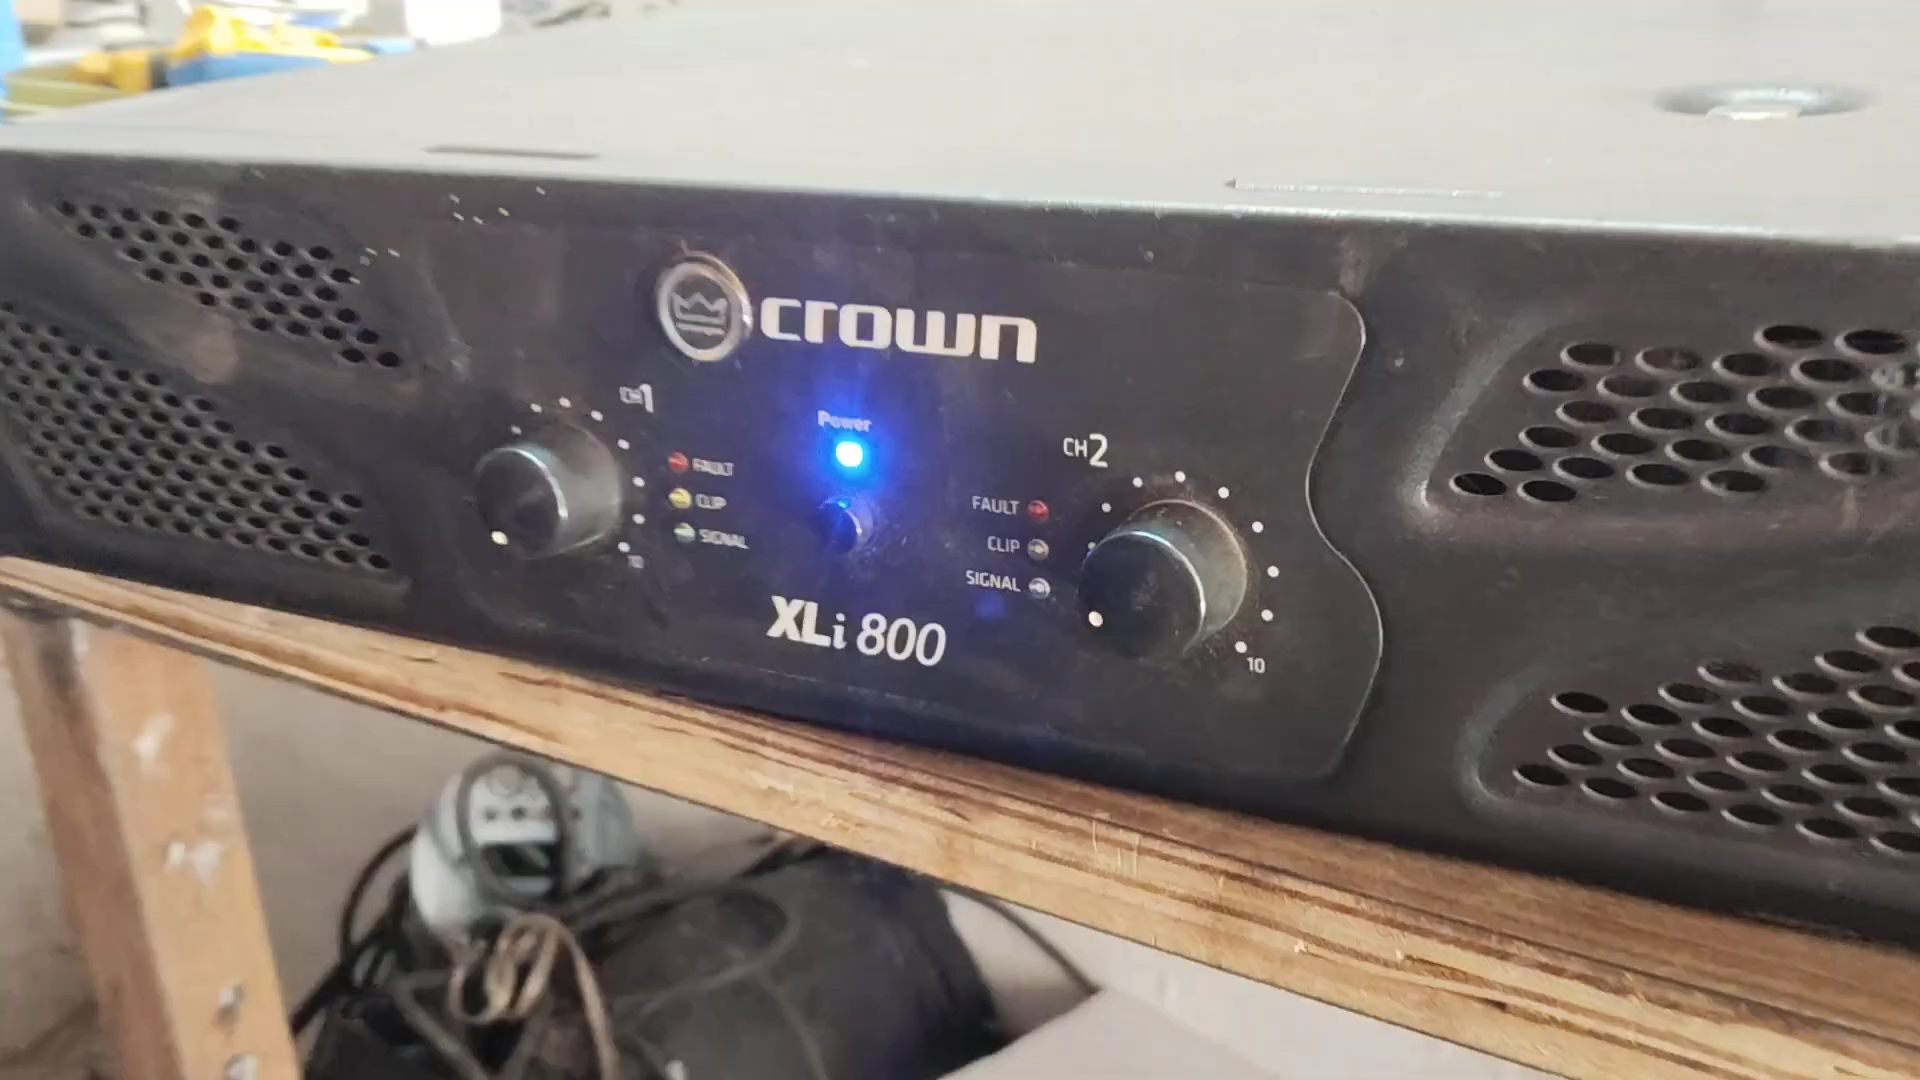 crown
CH1
Power
CH2
FAULT
CLIP
SIGNAL
10
FAULT
CLIP
SIGNAL
10
XLi 800